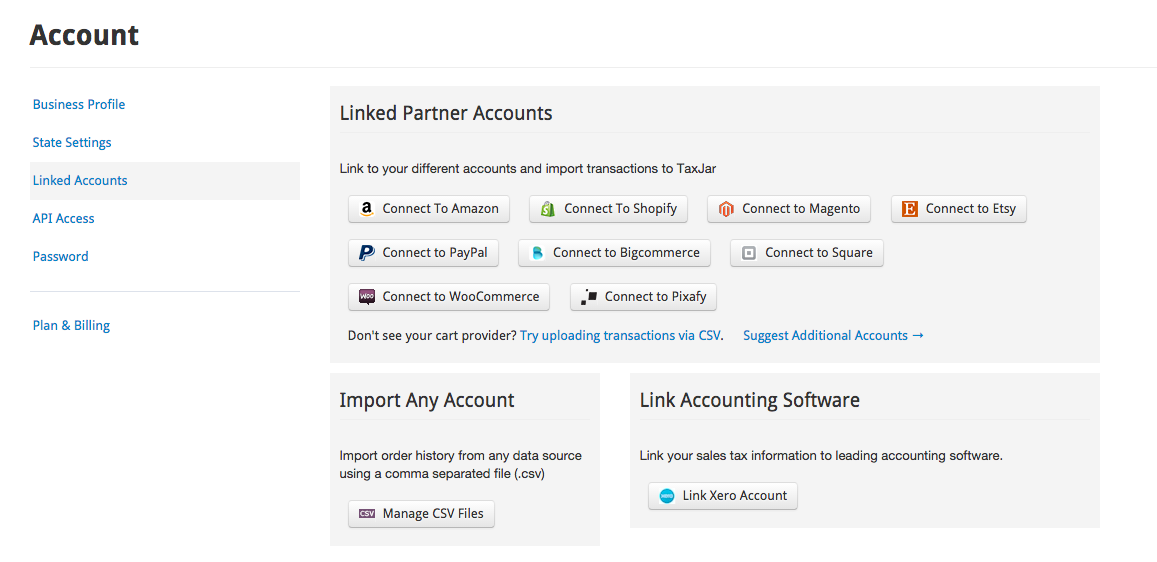 Account
Business Profile
State Settings
Linked Accounts
API Access
Password
Plan & Billing
Linked Partner Accounts
Link to your different accounts and import transactions to TaxJar
a Connect To Amazon Connect To Shopify Connect to Magento E Connect to Etsy
Connect to PayPal Connect to Bigcommerce Connect to Square
Woo Connect to WooCommerce Connect to Pixafy
Don't see your cart provider? Try uploading transactions via CSV. Suggest Additional Accounts →
Import Any Account
Import order history from any data source
using a comma separated file (.csv)
CSV Manage CSV Files
Link Accounting Software
Link your sales tax information to leading accounting software.
xero Link Xero Account